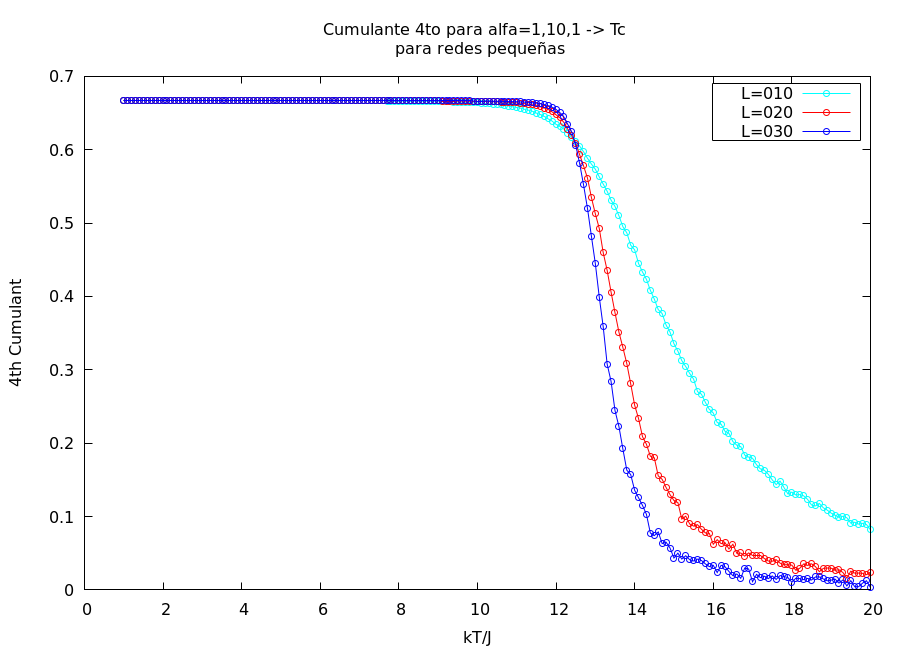 Cumulante 4to para alfa=1,10,1 -> Tc
para redes pequeñas
0.7
0.6
0.5
0.4
0.3
0.2
0.1
0
4th Cumulant
L=010
L=020
L=030
0 2 4 6 8 10 12 14 16 18 20
kT/J